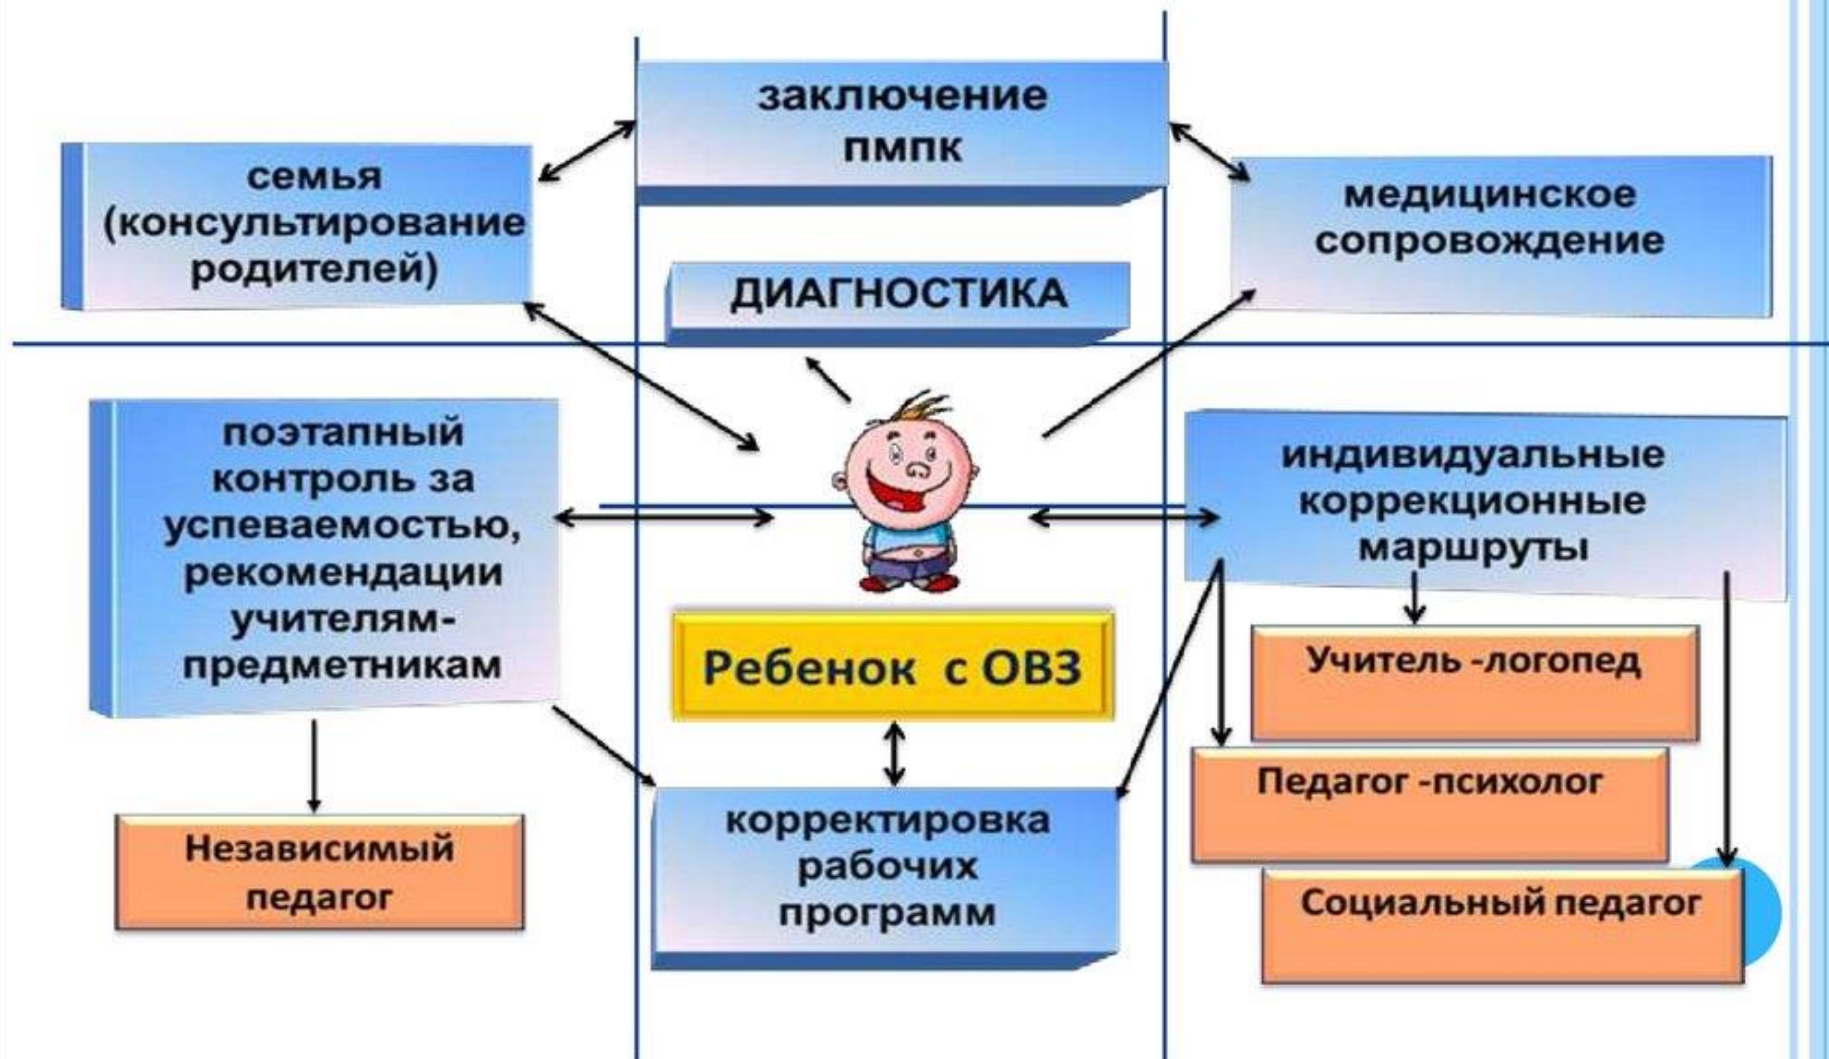 заключение
пмпк
семья
(консультирование
родителей)
медицинское
сопровождение
ДИАГНОСТИКА
поэтапный
контроль за
успеваемостью,
рекомендации
учителям-
предметникам
индивидуальные
коррекционные
маршруты
Ребенок с ОВЗ
Учитель -логопед
Педагог -психолог
Социальный педагог
Независимый
педагог
корректировка
рабочих
программ